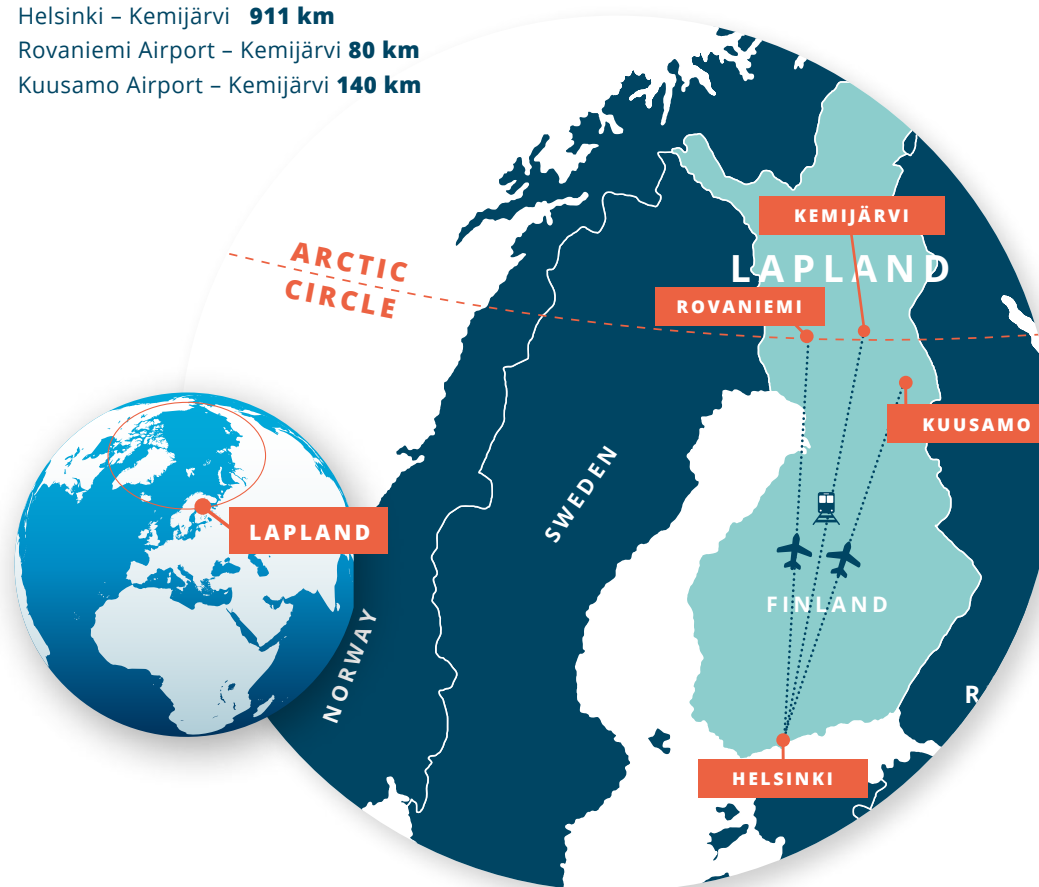 Helsinki – Kemijärvi 911 km
Rovaniemi Airport – Kemijärvi 80 km
Kuusamo Airport – Kemijärvi 140 km
KEMIJÄRVI
ARCTIC
CIRCLE
LAPLAND
ROVANIEMI
KUUSAMO
SWEDEN
LAPLAND
FINLAND
NORWAY
R
HELSINKI